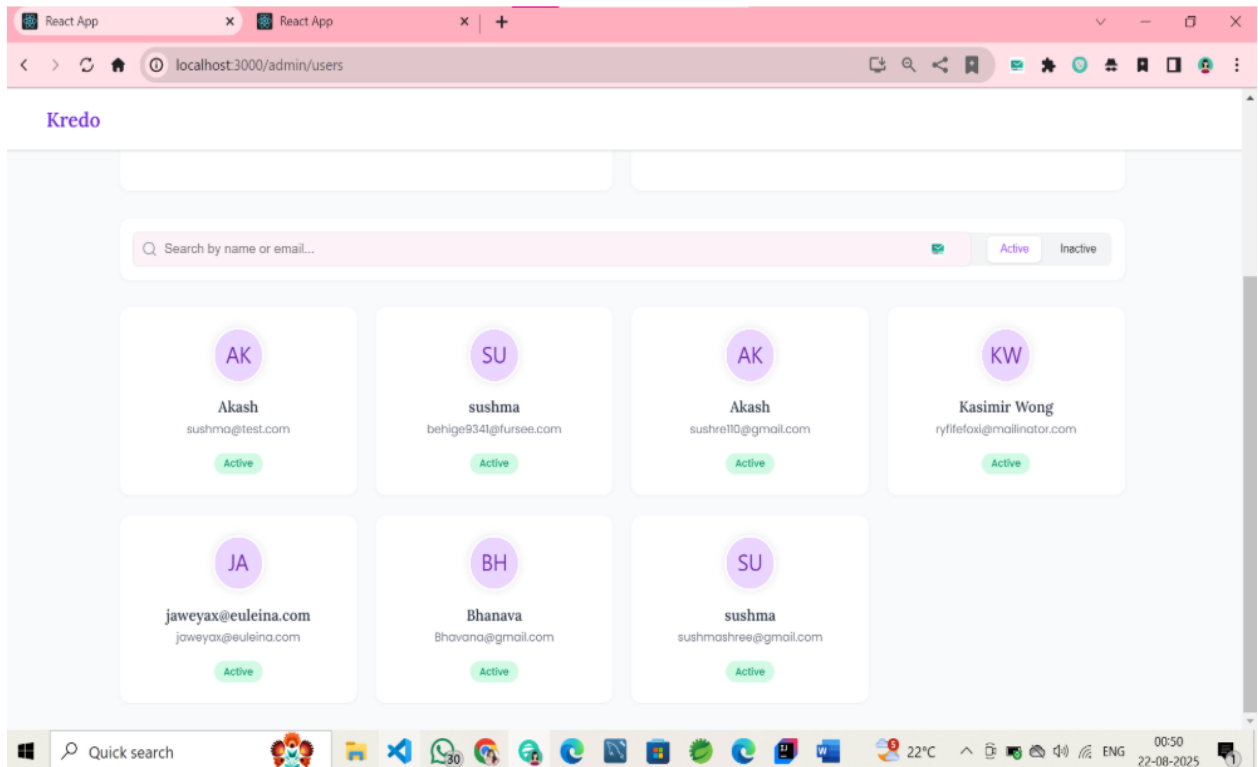 React App
React App
localhost:3000/admin/users
Kredo
Search by name or email...
Active
Inactive
AK
Akash
sushma@test.com
Active
SU
sushma
behige9341@fursee.com
Active
AK
Akash
sushre110@gmail.com
Active
KW
Kasimir Wong
ryfifefoxi@mailinator.com
Active
JA
jaweyax@euleina.com
jaweyax@euleina.com
Active
BH
Bhanava
Bhavana@gmail.com
Active
SU
sushma
sushmashree@gmail.com
Active
Quick search
30
22°C
ENG
00:50
22-08-2025